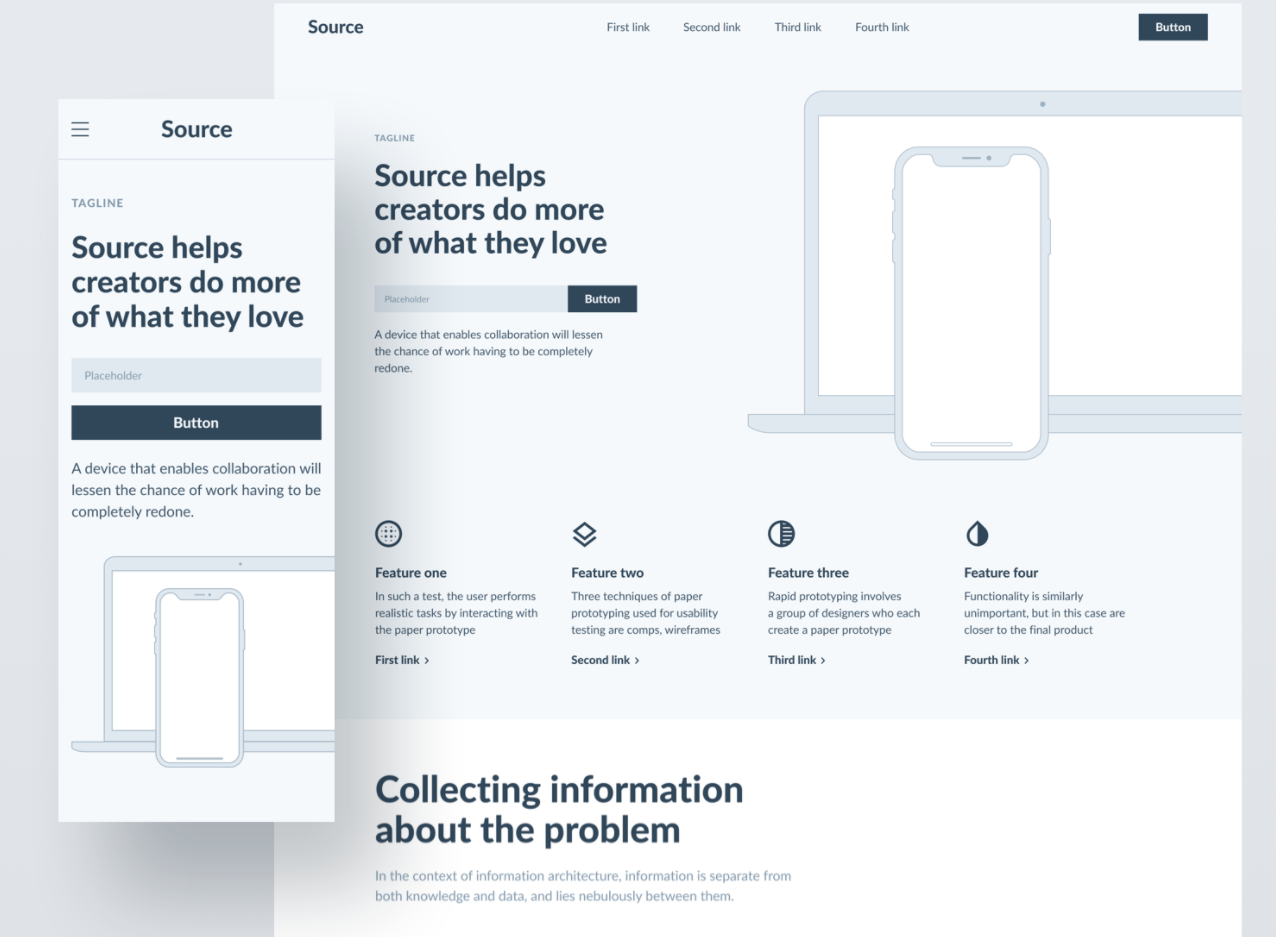 Source
First link
Second link
Third link
Fourth link
Button
TAGLINE
Source helps
creators do more
of what they love
Placeholder
Button
A device that enables collaboration will lessen
the chance of work having to be completely
redone.
Feature one
In such a test, the user performs
realistic tasks by interacting with
the paper prototype
First link
Feature two
Three techniques of paper
prototyping used for usability
testing are comps, wireframes
Second link
Feature three
Rapid prototyping involves
a group of designers who each
create a paper prototype
Third link
Feature four
Functionality is similarly
unimportant, but in this case are
closer to the final product
Fourth link
Collecting information
about the problem
In the context of information architecture, information is separate from
both knowledge and data, and lies nebulously between them.
Source
TAGLINE
Source helps
creators do more
of what they love
Placeholder
Button
A device that enables collaboration will
lessen the chance of work having to be
completely redone.